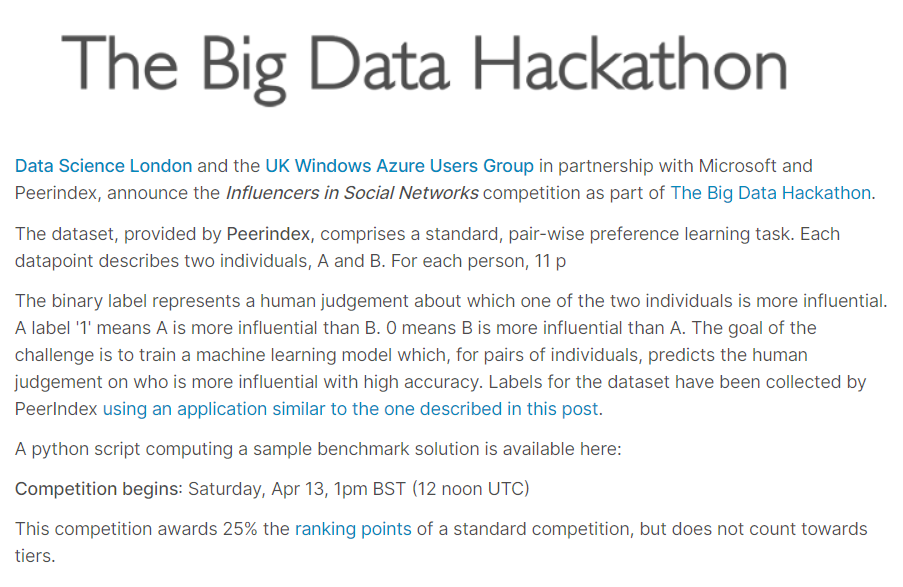 The Big Data Hackathon
Data Science London and the UK Windows Azure Users Group in partnership with Microsoft and
Peerindex, announce the Influencers in Social Networks competition as part of The Big Data Hackathon.
The dataset, provided by Peerindex, comprises a standard, pair-wise preference learning task. Each
datapoint describes two individuals, A and B. For each person, 11 p
The binary label represents a human judgement about which one of the two individuals is more influential.
A label '1' means A is more influential than B. 0 means B is more influential than A. The goal of the
challenge is to train a machine learning model which, for pairs of individuals, predicts the human
judgement on who is more influential with high accuracy. Labels for the dataset have been collected by
PeerIndex using an application similar to the one described in this post.
A python script computing a sample benchmark solution is available here:
Competition begins: Saturday, Apr 13, 1pm BST (12 noon UTC)
This competition awards 25% the ranking points of a standard competition, but does not count towards
tiers.